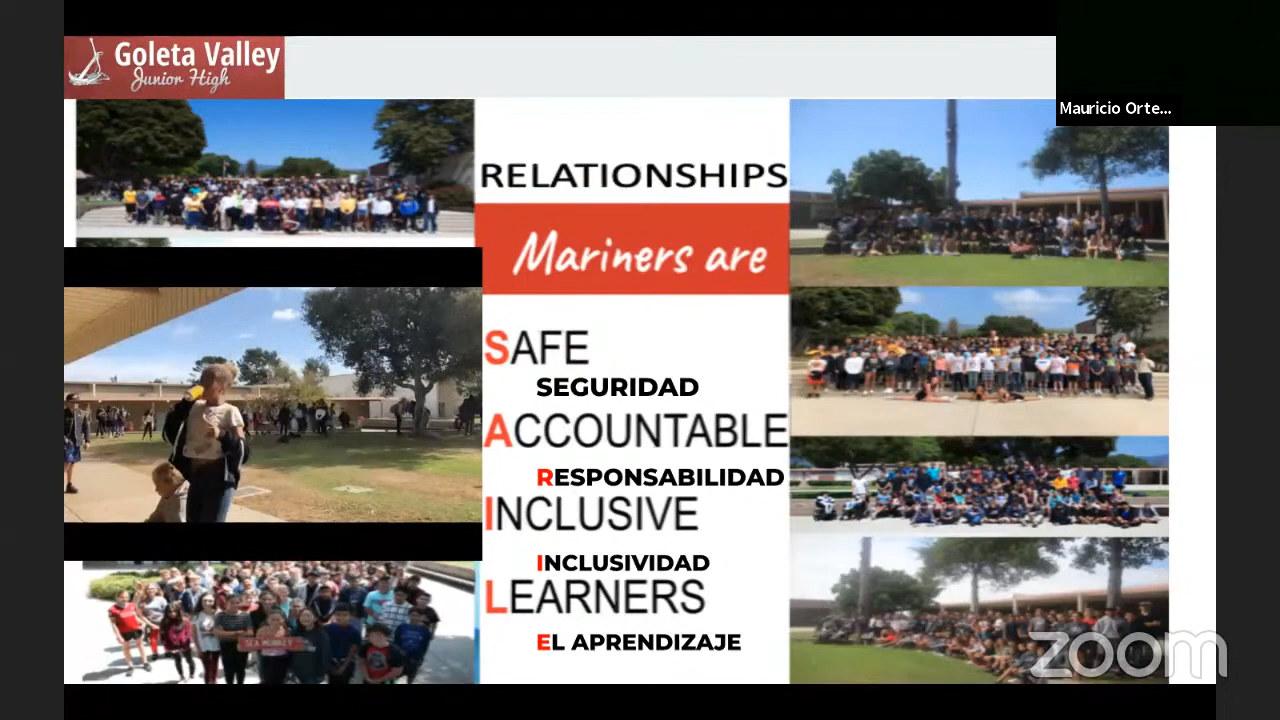 Goleta Valley
Junior High
Mauricio Orte...
RELATIONSHIPS
Mariners are
SAFE
SEGURIDAD
ACCOUNTABLE
RESPONSABILIDAD
INCLUSIVE
INCLUSIVIDAD
LEARNERS
EL APRENDIZAJE
zoom